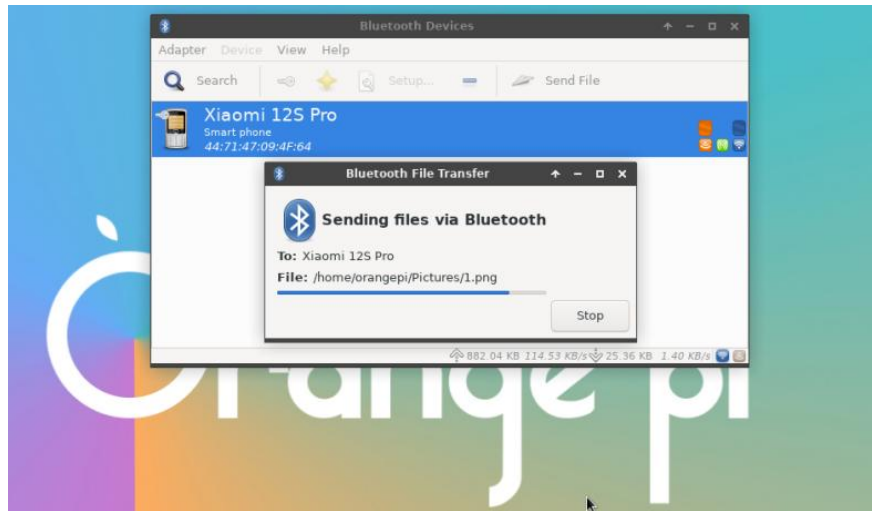 Bluetooth Devices
Adapter Device View Help
Search Setup... Send File
Xiaomi 12S Pro
Smart phone
44:71:47:09:4F:64
Bluetooth File Transfer
Sending files via Bluetooth
To: Xiaomi 12S Pro
File: /home/orangepi/Pictures/1.png
Stop
882.04 KB 114.53 KB/s 25.36 KB 1.40 KB/s
Orange pi